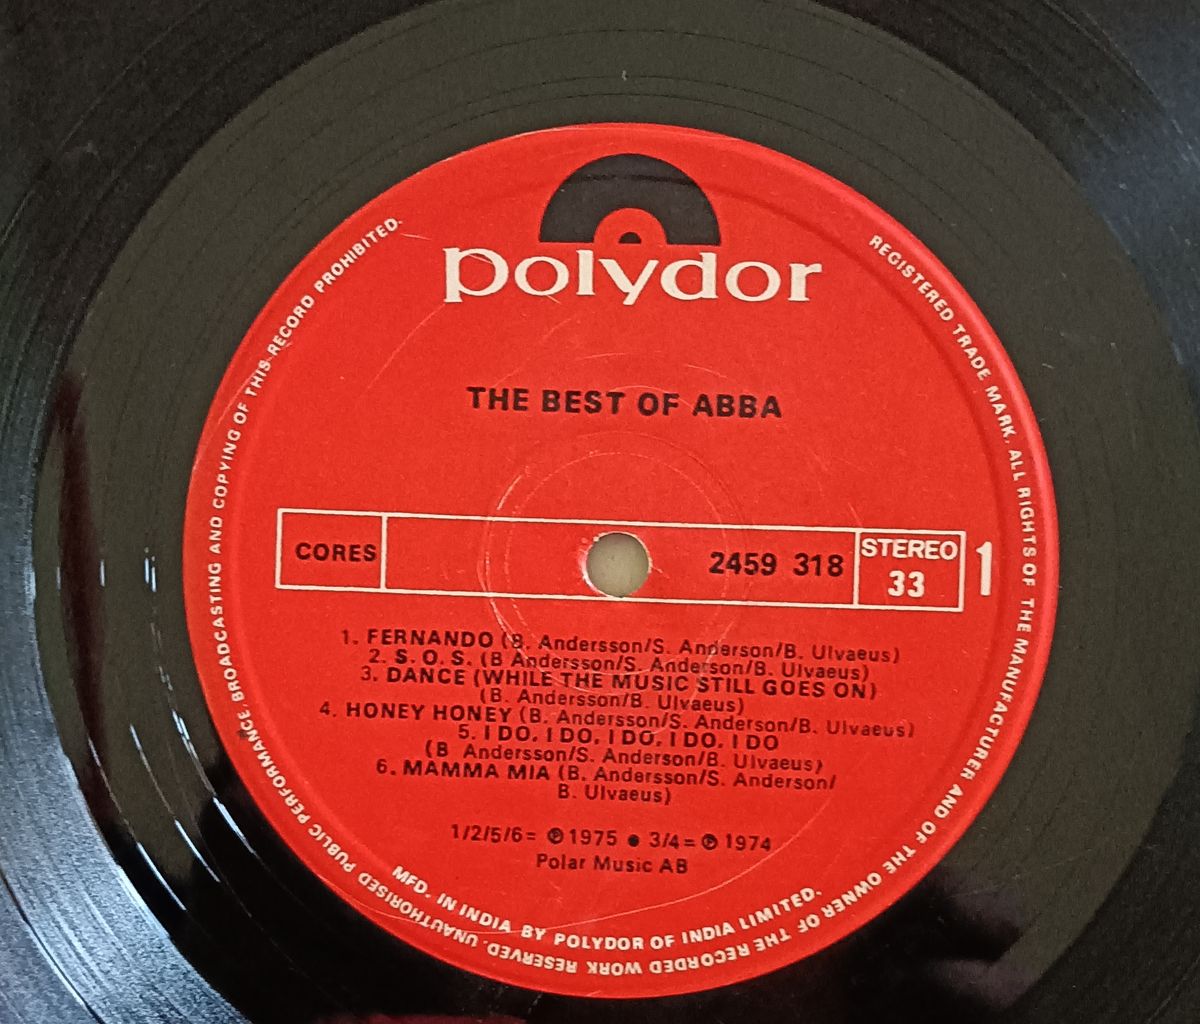 polydor
THE BEST OF ABBA
CORES
2459 318
STEREO
33
1
1. FERNANDO (B. Andersson/S. Anderson/B. Ulvaeus)
2. S. O. S. (B Andersson/S. Anderson/B. Ulvaeus)
3. DANCE (WHILE THE MUSIC STILL GOES ON)
(B. Andersson/B. Ulvaeus)
4. HONEY HONEY (B. Andersson/S. Anderson/B. Ulvaeus)
5. I DO, I DO, I DO, I DO, I DO
(B Andersson/S. Anderson/B. Ulvaeus)
6. MAMMA MIA (B. Andersson/S. Anderson/
B. Ulvaeus)
1/2/5/6= ℗ 1975 ● 3/4= ℗ 1974
Polar Music AB
MFD. IN INDIA BY POLYDOR OF INDIA LIMITED.
REGISTERED TRADE MARK. ALL RIGHTS OF THE MANUFACTURER AND OF THE OWNER OF THE RECORDED WORK RESERVED. UNAUTHORISED PUBLIC PERFORMANCE, BROADCASTING AND COPYING OF THIS RECORD PROHIBITED.